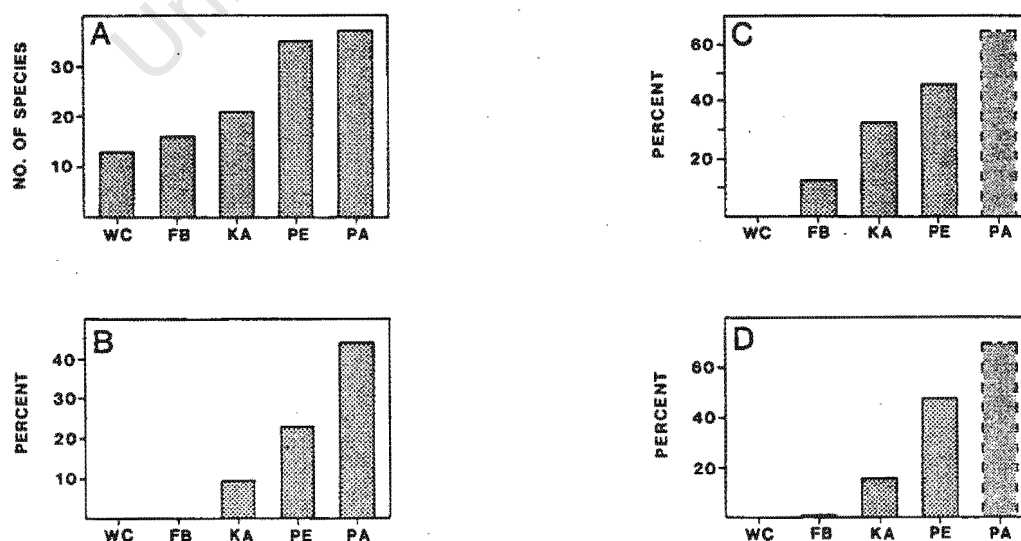 A
NO. OF SPECIES
30
20
10
WC FB KA PE PA
B
PERCENT
40
30
20
10
WC FB KA PE PA
C
PERCENT
60
40
20
WC FB KA PE PA
D
PERCENT
60
40
20
WC FB KA PE PA